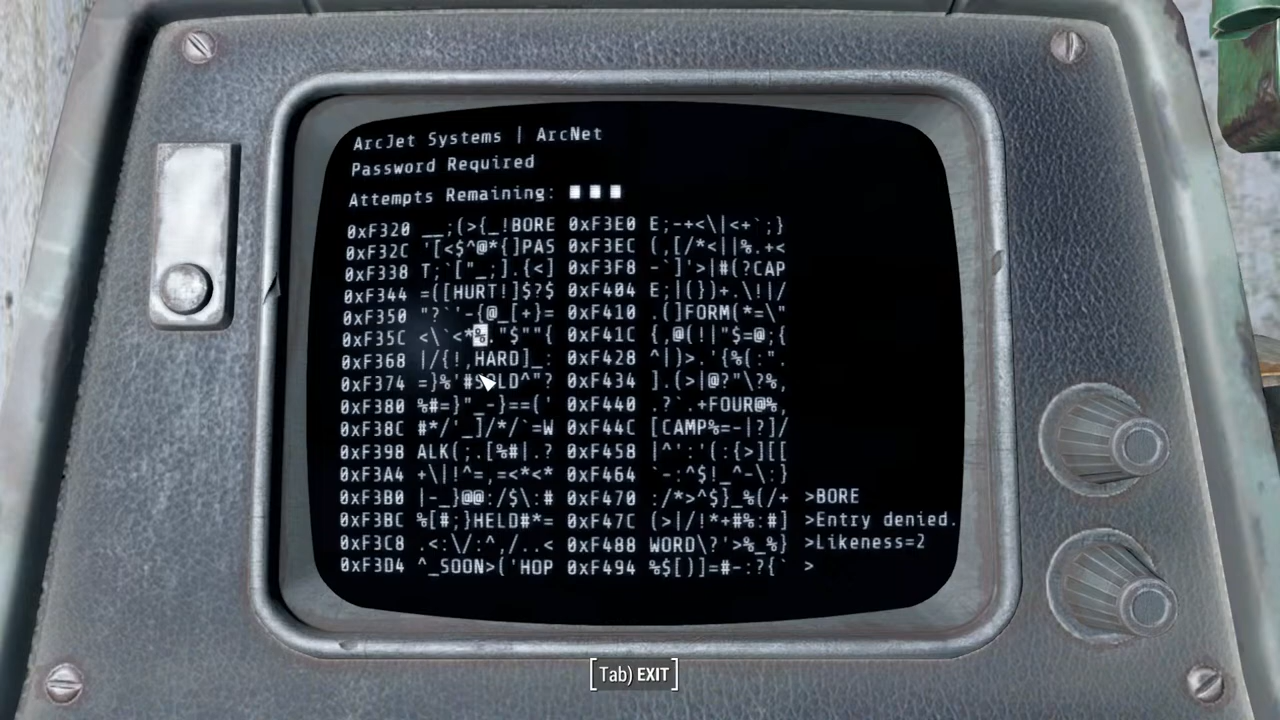 ArcJet Systems | ArcNet
Password Required
Attempts Remaining: ■ ■ ■
0xF320 __;(>{_!BORE 0xF3E0 E;-+<\|<+`;}
0xF32C '[<$^@*{]PAS 0xF3EC (,[/*<||%.+<
0xF338 T;`["_;].{<] 0xF3F8 -`]'>|#(?CAP
0xF344 =([HURT!]$?$ 0xF404 E;|(})+.\!|/
0xF350 "?`'-{@_[+}= 0xF410 .(]FORM(*=\"
0xF35C <\`<*%."$""{ 0xF41C {,@(!|"$=@;{
0xF368 |/{!,HARD]_: 0xF428 ^|)>.'{%(:".
0xF374 =}%'#SOLD^"? 0xF434 ].(>|@?"\?%,
0xF380 %#=}"_-}==(' 0xF440 .?`.+FOUR@%,
0xF38C #*/'_]/*/`=W 0xF44C [CAMP%=-|?]/
0xF398 ALK(;.[%#|.? 0xF458 |^':'(:{>][[
0xF3A4 +\|!^=,=<*<* 0xF464 `-:^$!_^-\:}
0xF3B0 |-_}@@:/$\:# 0xF470 :/*>^$}_%(/+ >BORE
0xF3BC %[#;}HELD#*= 0xF47C (>|/!*+#%:#] >Entry denied.
0xF3C8 .<:\/:^,/..< 0xF488 WORD\?'>%_%} >Likeness=2
0xF3D4 ^_SOON>('HOP 0xF494 %$[)]=#-:?{` >
[Tab) EXIT]